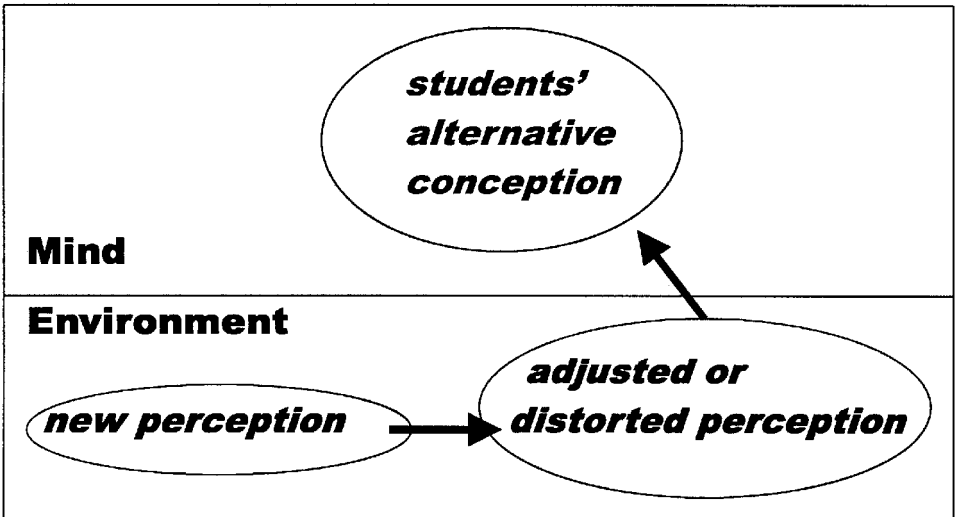 students'
alternative
conception
Mind
Environment
adjusted or
new perception
distorted perception